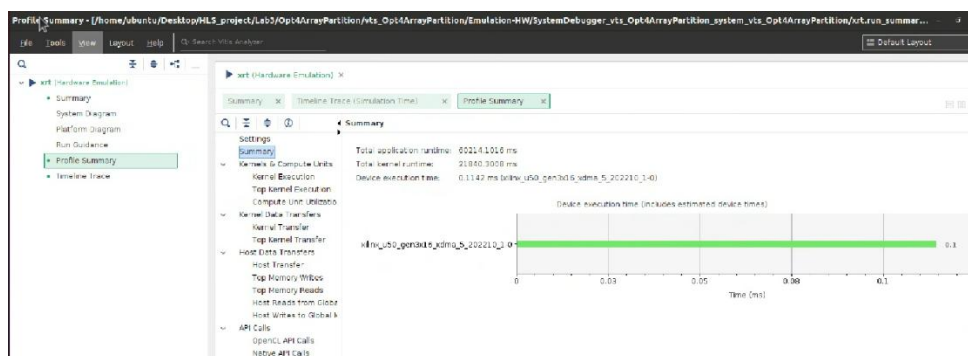 Profile Summary - [/home/ubuntu/Desktop/HLS_project/Lab3/Opt4ArrayPartition/vts_Opt4ArrayPartition/Emulation-HW/SystemDebugger_vts_Opt4ArrayPartition_system_vts_Opt4ArrayPartition/xrt.run_summar...
File Tools View Layout Help Search Vitis Analyzer Default Layout
xrt (Hardware Emulation)
Summary
System Diagram
Platform Diagram
Run Guidance
Profile Summary
Timeline Trace
xrt (Hardware Emulation) ×
Summary × Timeline Trace (Simulation Time) × Profile Summary ×
Settings
Summary
Kernels & Compute Units
Kernel Execution
Top Kernel Execution
Compute Unit Utilizatio
Kernel Data Transfers
Kernel Transfer
Top Kernel Transfer
Host Data Transfers
Host Transfer
Top Memory Writes
Top Memory Reads
Host Reads from Globa
Host Writes to Global M
API Calls
OpenCL API Calls
Native API Calls
Summary
Total application runtime: 60214.1016 ms
Total kernel runtime: 21840.3008 ms
Device execution time: 0.1142 ms (xilinx_u50_gen3x16_xdma_5_202210_1-0)
Device execution time (includes estimated device times)
xilinx_u50_gen3x16_xdma_5_202210_1-0
0.1
0 0.03 0.05 0.08 0.1
Time (ms)